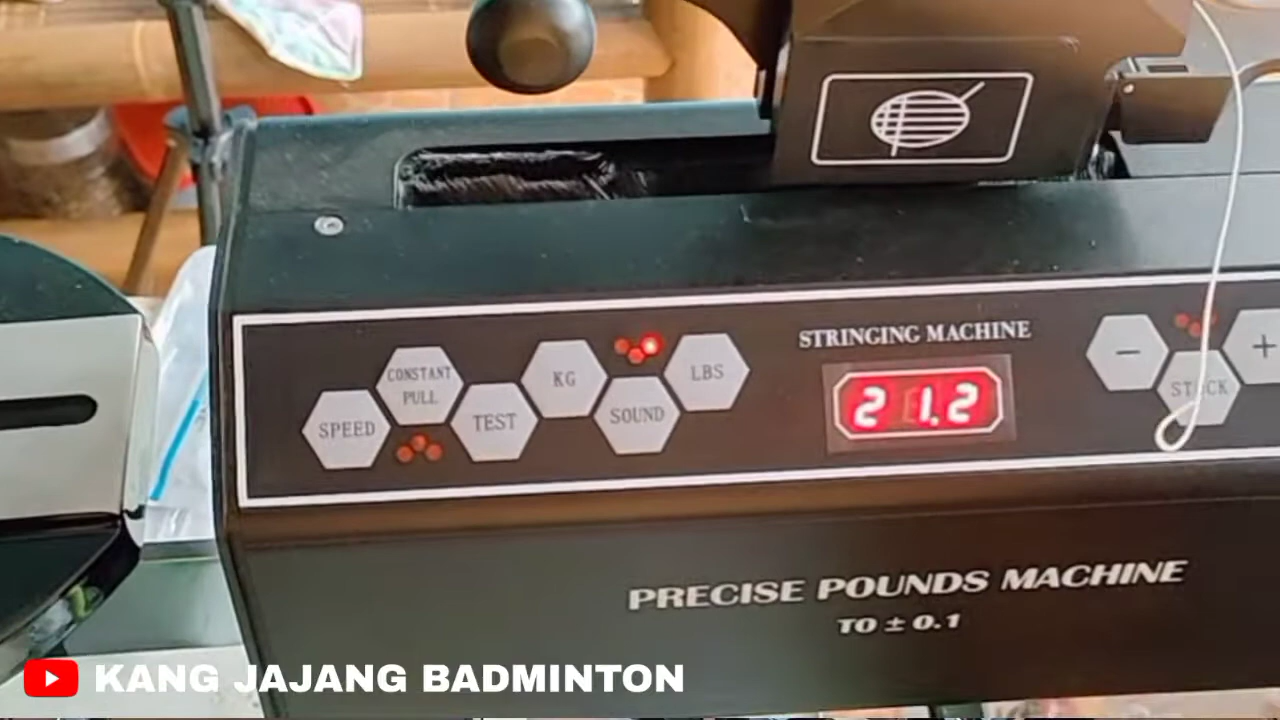 STRINGING MACHINE
CONSTANT PULL
KG
LBS
SPEED
TEST
SOUND
21.2
−
+
PRECISE POUNDS MACHINE
TO ± 0.1
KANG JAJANG BADMINTON